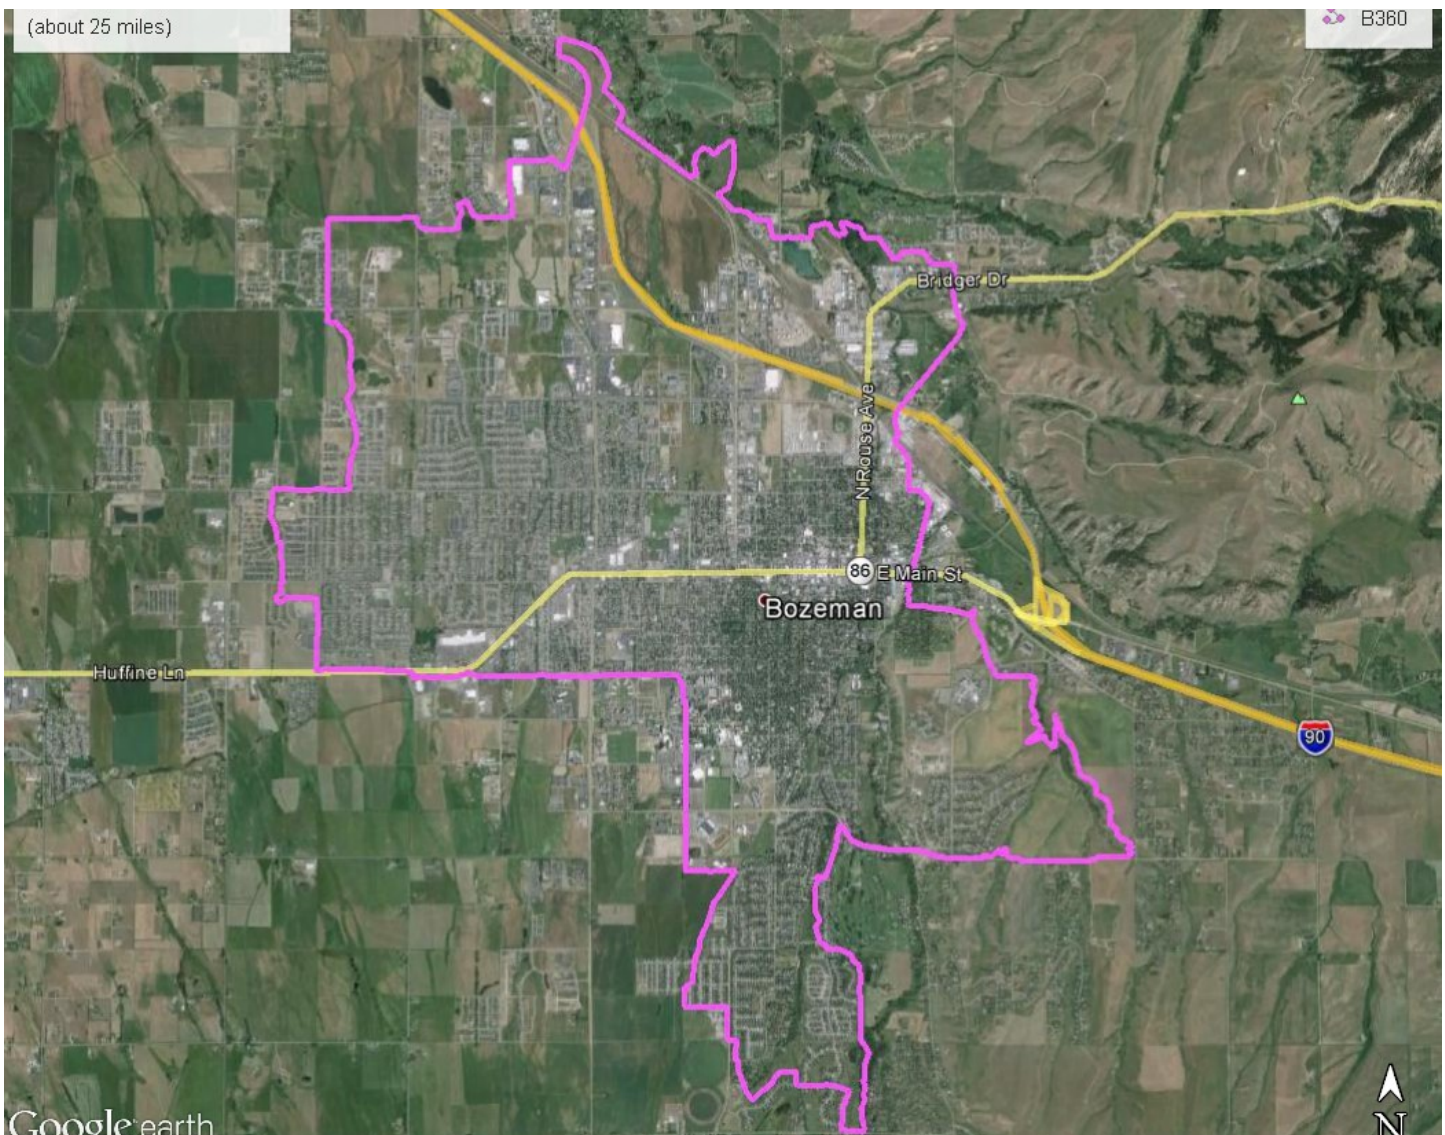 (about 25 miles)
B360
Bridger Dr
N Rouse Ave
86
E Main St
Bozeman
Huffine Ln
90
Google earth
N